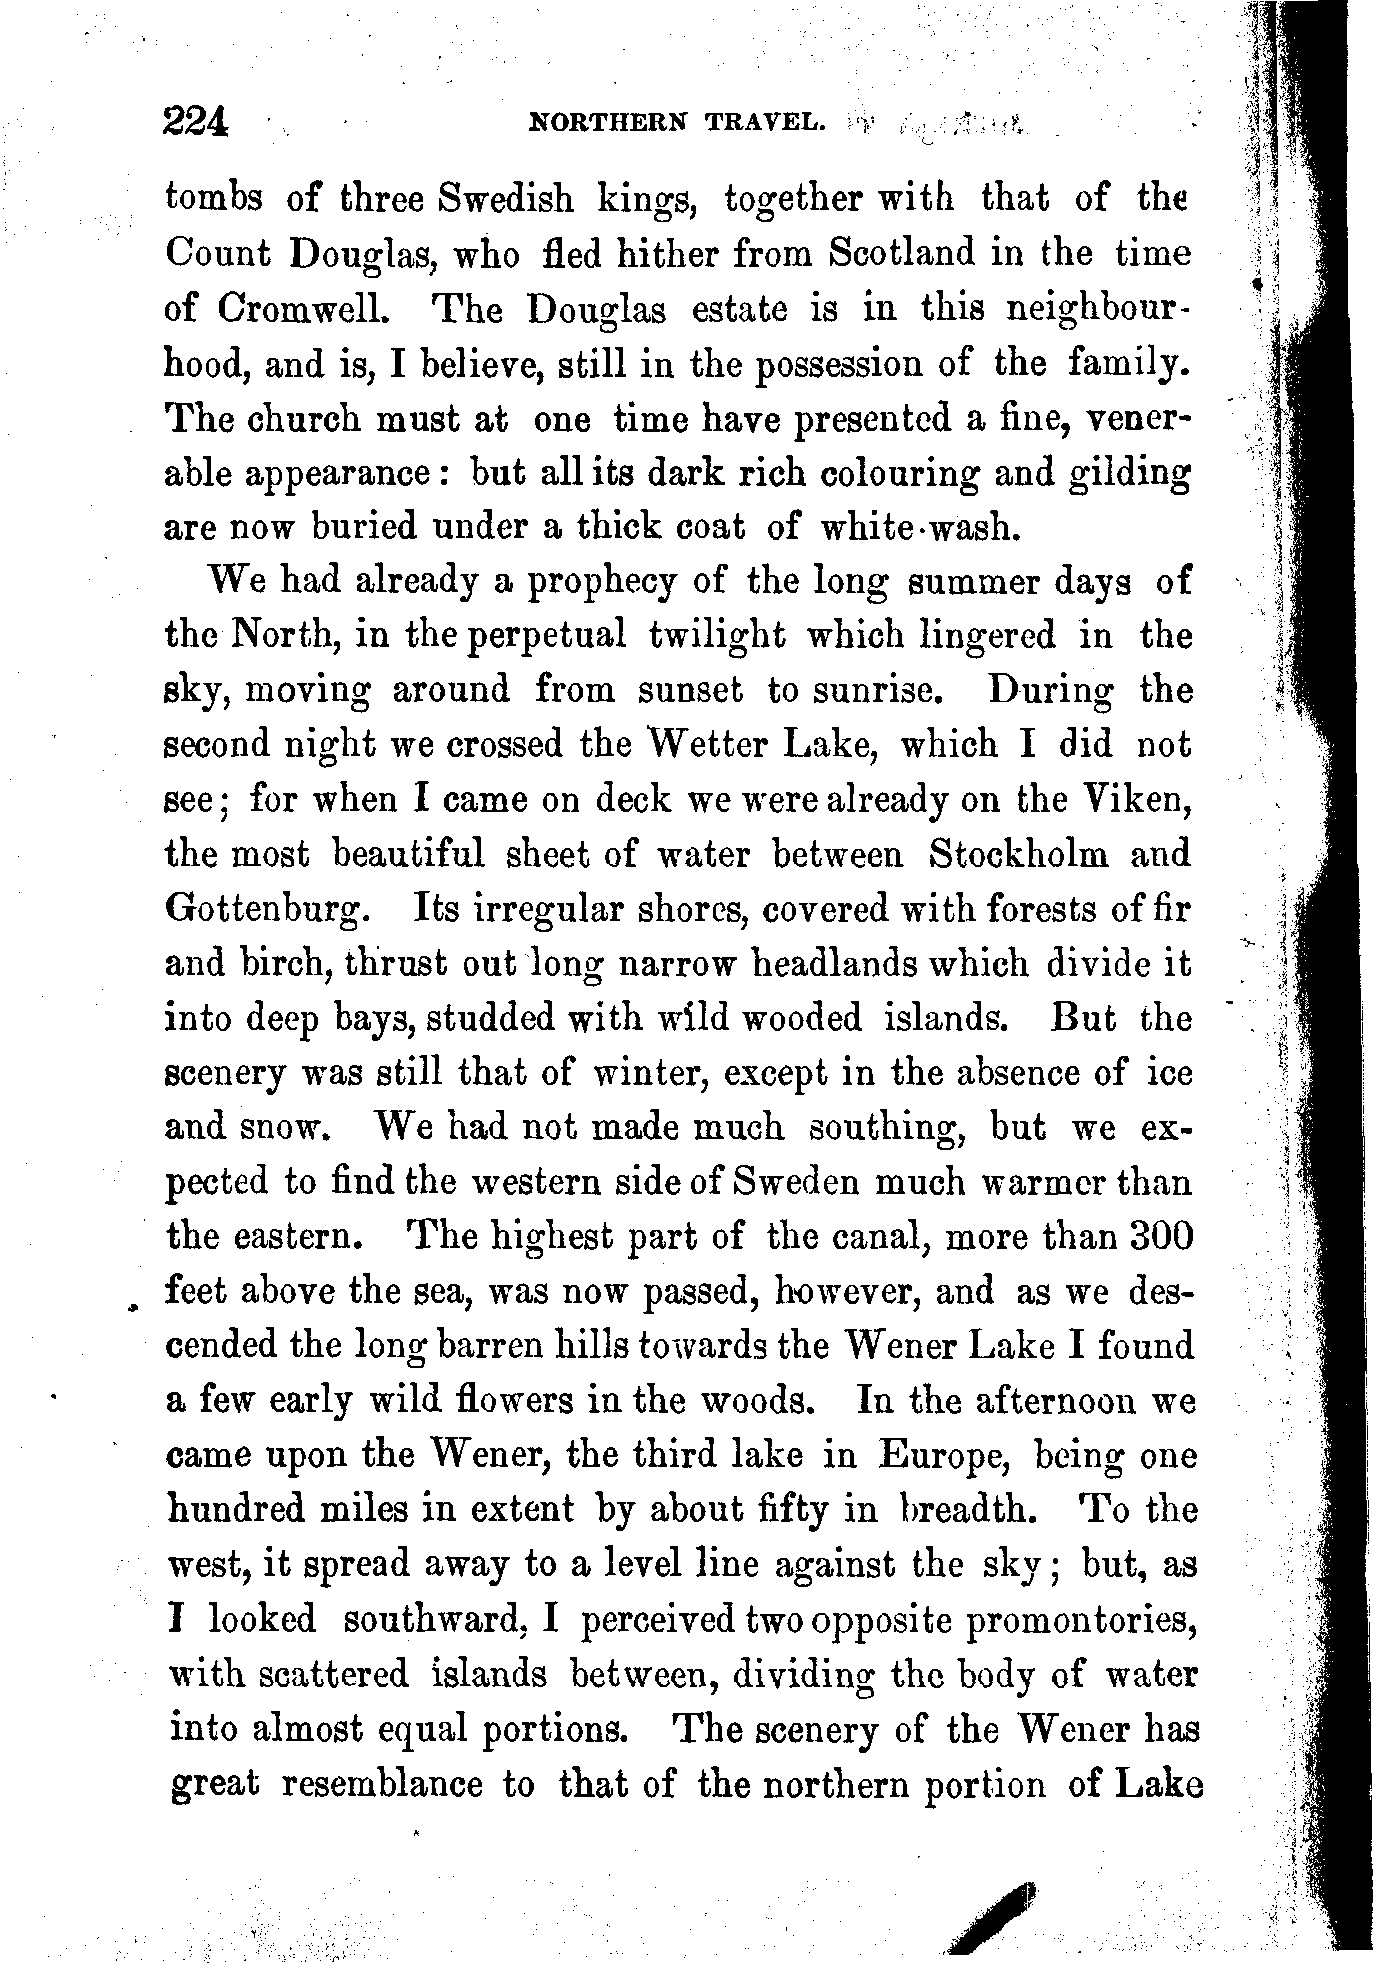 224 NORTHERN TRAVEL.
tombs of three Swedish kings, together with that of the
Count Douglas, who fled hither from Scotland in the time
of Cromwell. The Douglas estate is in this neighbour-
hood, and is, I believe, still in the possession of the family.
The church must at one time have presented a fine, vener-
able appearance: but all its dark rich colouring and gilding
are now buried under a thick coat of white-wash.
We had already a prophecy of the long summer days of
the North, in the perpetual twilight which lingered in the
sky, moving around from sunset to sunrise. During the
second night we crossed the Wetter Lake, which I did not
see; for when I came on deck we were already on the Viken,
the most beautiful sheet of water between Stockholm and
Gottenburg. Its irregular shores, covered with forests of fir
and birch, thrust out long narrow headlands which divide it
into deep bays, studded with wild wooded islands. But the
scenery was still that of winter, except in the absence of ice
and snow. We had not made much southing, but we ex-
pected to find the western side of Sweden much warmer than
the eastern. The highest part of the canal, more than 300
feet above the sea, was now passed, however, and as we des-
cended the long barren hills towards the Wener Lake I found
a few early wild flowers in the woods. In the afternoon we
came upon the Wener, the third lake in Europe, being one
hundred miles in extent by about fifty in breadth. To the
west, it spread away to a level line against the sky; but, as
I looked southward, I perceived two opposite promontories,
with scattered islands between, dividing the body of water
into almost equal portions. The scenery of the Wener has
great resemblance to that of the northern portion of Lake